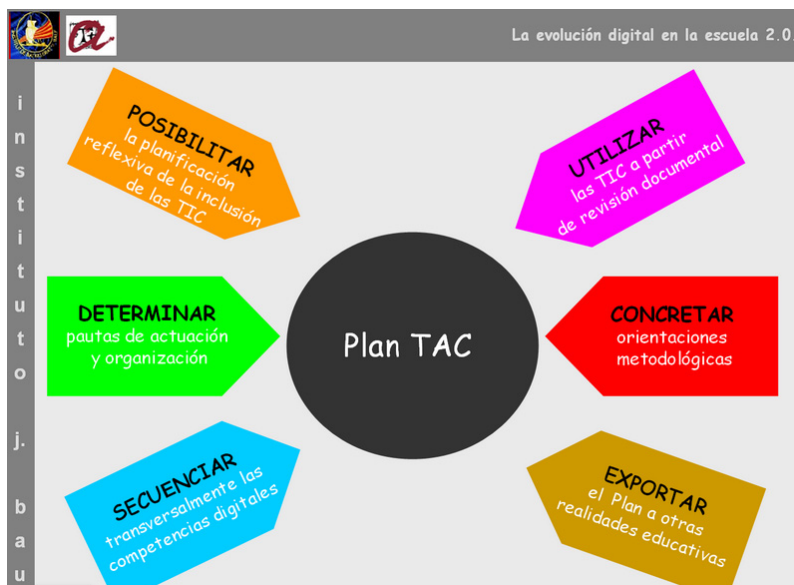 La evolución digital en la escuela 2.0.
instituto j. bau
POSIBILITAR
la planificación
reflexiva de la inclusión
de las TIC
UTILIZAR
las TIC a partir
de revisión documental
DETERMINAR
pautas de actuación
y organización
Plan TAC
CONCRETAR
orientaciones
metodológicas
SECUENCIAR
transversalmente las
competencias digitales
EXPORTAR
el Plan a otras
realidades educativas